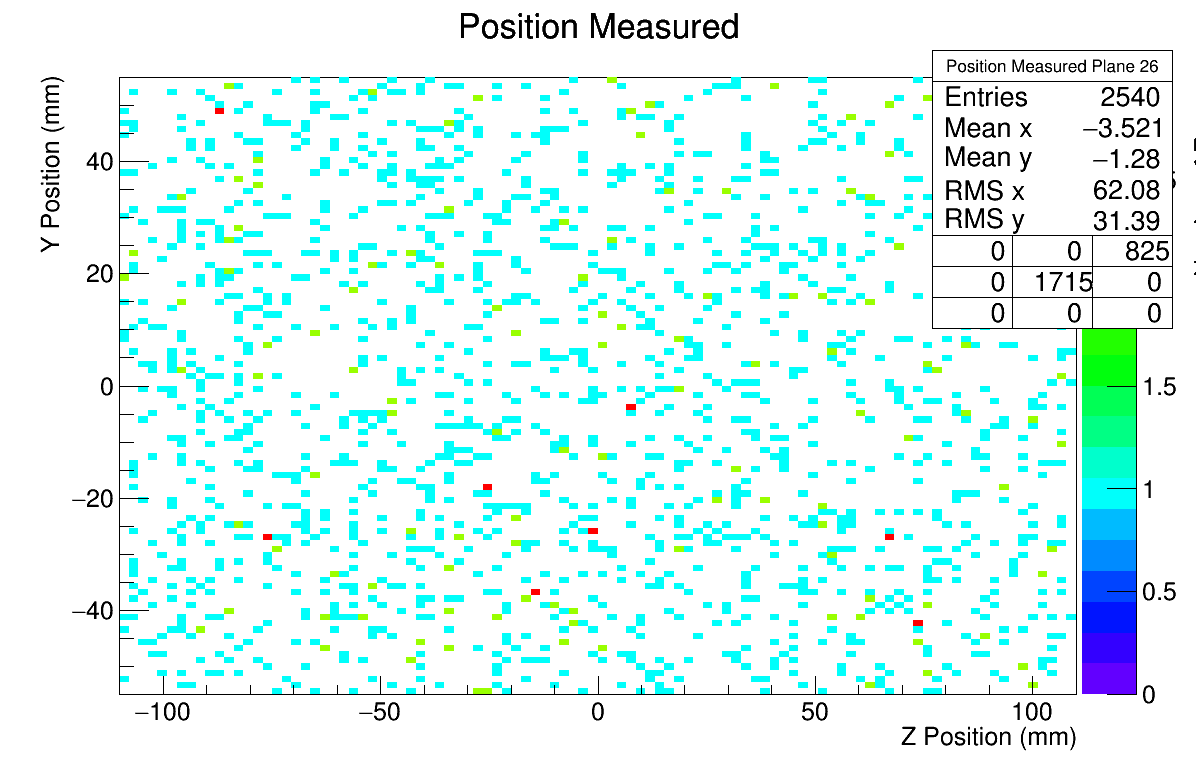 Position Measured
Y Position (mm)
Position Measured Plane 26
Entries 2540
Mean x −3.521
Mean y −1.28
RMS x 62.08
RMS y 31.39
0 0 825
0 1715 0
0 0 0
40
20
0
−20
−40
1.5
1
0.5
0
−100 −50 0 50 100
Z Position (mm)